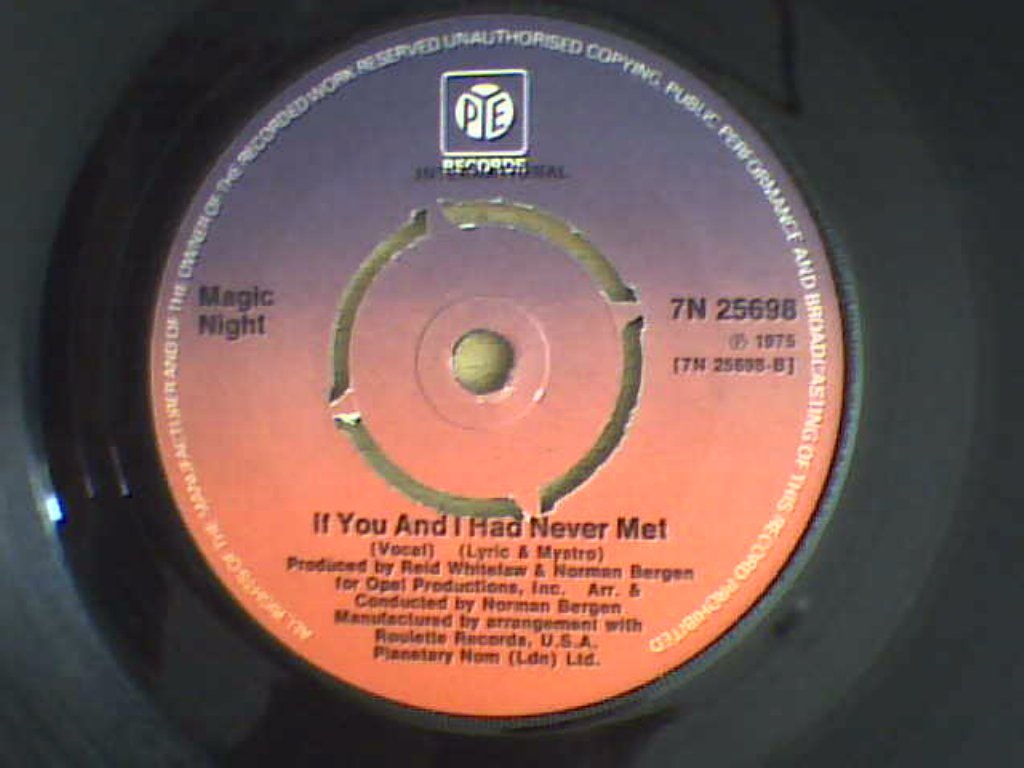 ALL RIGHTS OF THE MANUFACTURER AND OF THE OWNER OF THE RECORDED WORK RESERVED UNAUTHORISED COPYING, PUBLIC PERFORMANCE AND BROADCASTING OF THIS RECORD PROHIBITED
PYE
RECORDS
INTERNATIONAL
Magic
Night
7N 25698
℗ 1975
[7N 25698-B]
If You And I Had Never Met
(Vocal) (Lyric & Mystro)
Produced by Reid Whitelaw & Norman Bergen
for Opal Productions, Inc. Arr. &
Conducted by Norman Bergen
Manufactured by arrangement with
Roulette Records, U.S.A.
Planetary Nom (Ldn) Ltd.